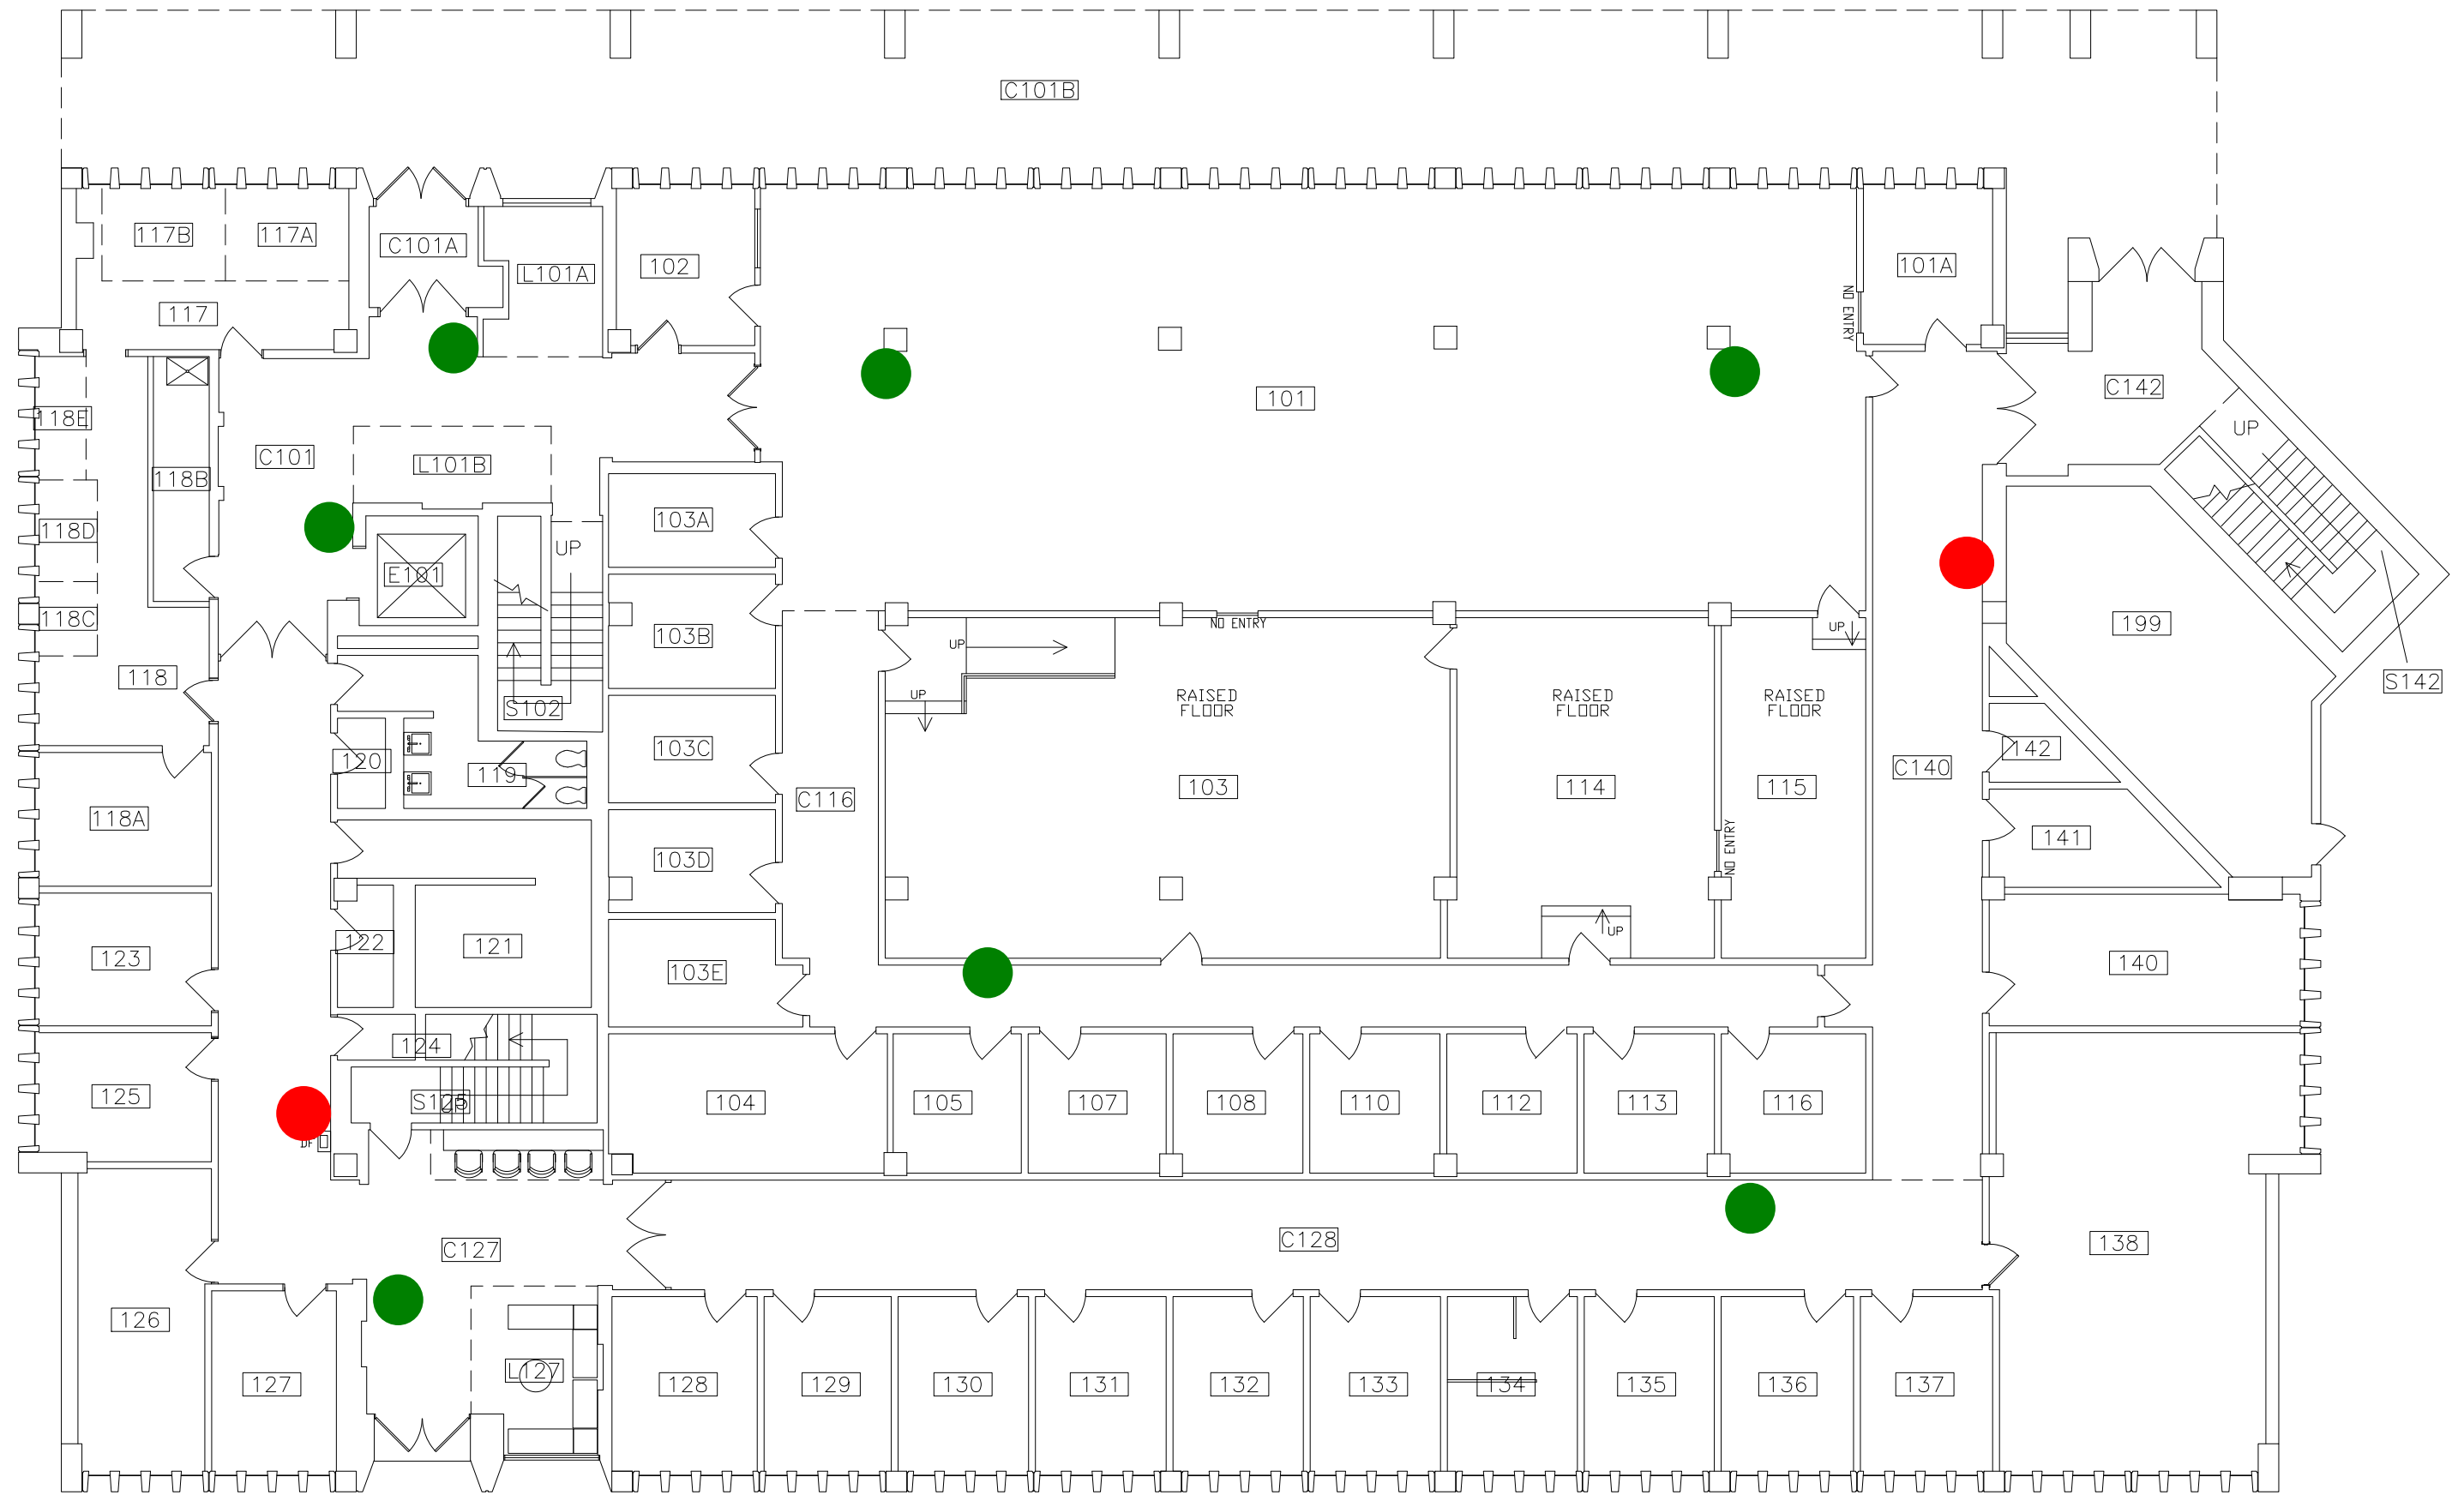 C101B
117B
117A
C101A
L101A
102
101A
117
NO ENTRY
118E
C101
L101B
101
C142
UP
118B
118D
103A
UP
E101
118C
103B
NO ENTRY
UP
199
UP
118
S102
UP
RAISED
FLOOR
RAISED
FLOOR
RAISED
FLOOR
S142
120
119
103C
C116
103
114
115
C140
142
118A
103D
NO ENTRY
141
123
122
121
103E
UP
140
124
125
S125
104
105
107
108
110
112
113
116
DF
C127
C128
138
126
127
L127
128
129
130
131
132
133
134
135
136
137